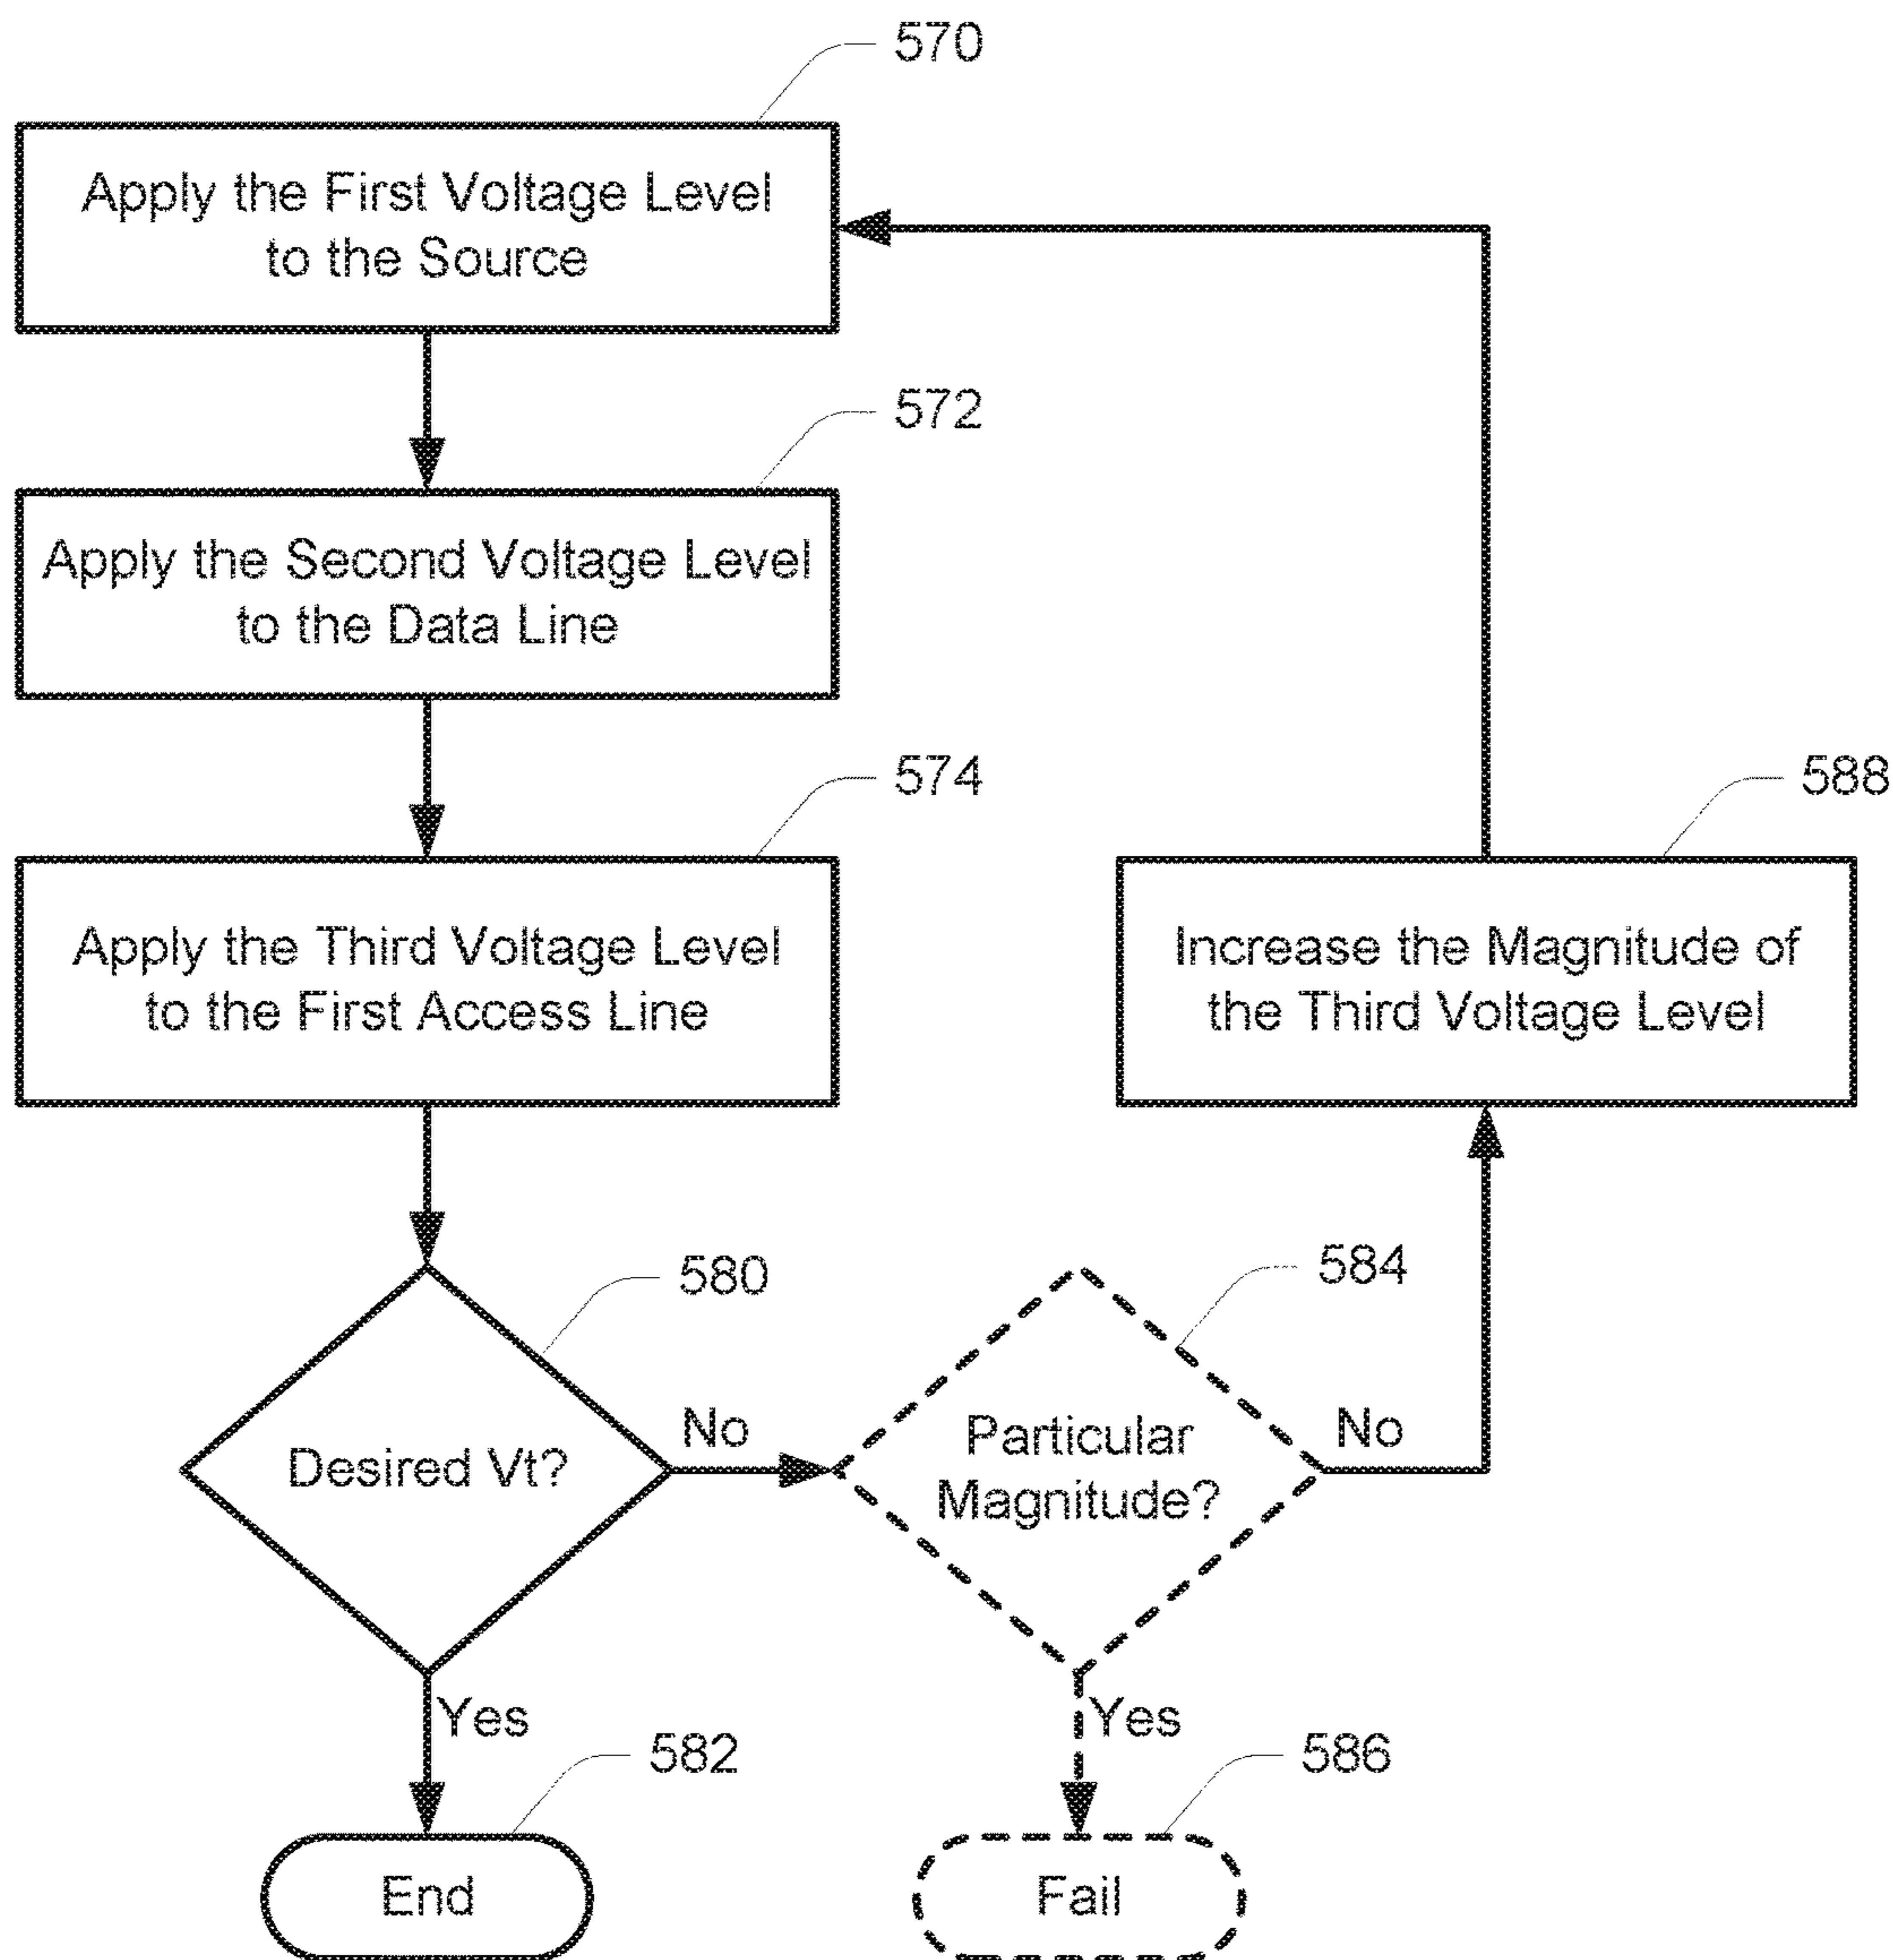 570
Apply the First Voltage Level
to the Source
572
Apply the Second Voltage Level
to the Data Line
574
Apply the Third Voltage Level
to the First Access Line
588
Increase the Magnitude of
the Third Voltage Level
580
Desired Vt?
No
584
Particular
Magnitude?
No
Yes
582
End
Yes
586
Fail